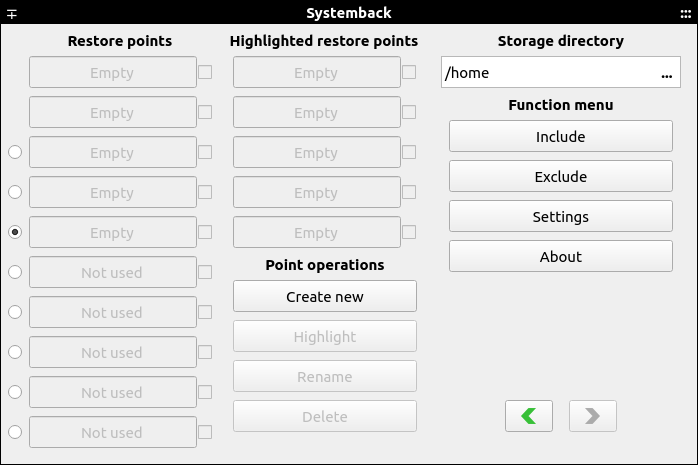 Systemback
Restore points
Empty
Empty
Empty
Empty
Empty
Not used
Not used
Not used
Not used
Not used
Highlighted restore points
Empty
Empty
Empty
Empty
Empty
Point operations
Create new
Highlight
Rename
Delete
Storage directory
/home ...
Function menu
Include
Exclude
Settings
About